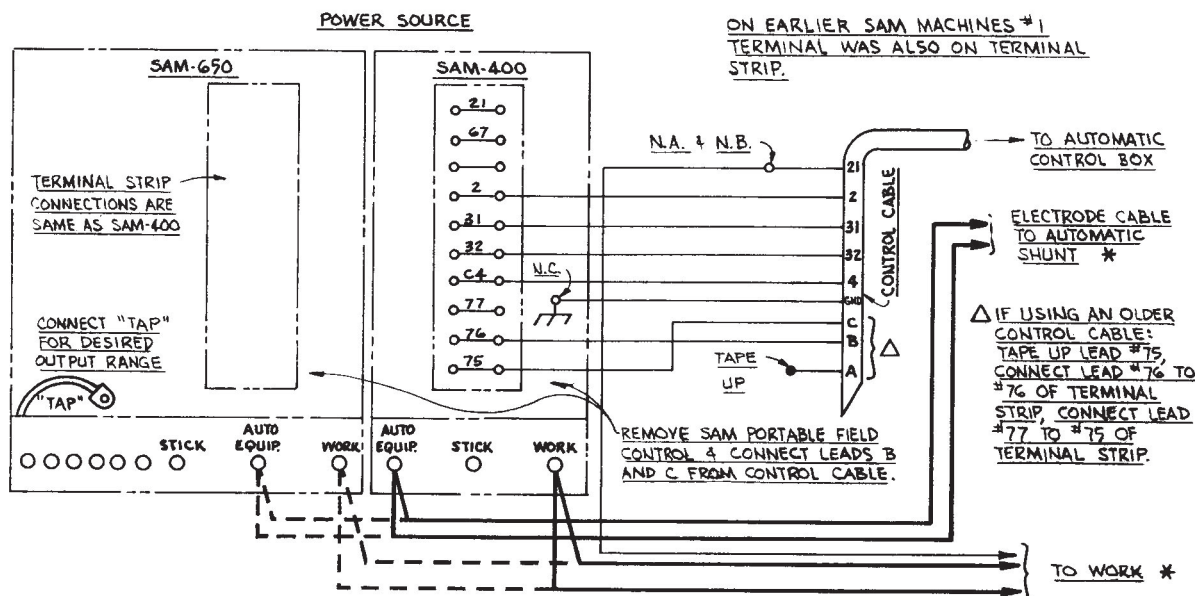 POWER SOURCE
ON EARLIER SAM MACHINES #1
TERMINAL WAS ALSO ON TERMINAL
STRIP.
SAM-650
SAM-400
21
67
2
31
32
C4
77
76
75
TERMINAL STRIP
CONNECTIONS ARE
SAME AS SAM-400
CONNECT "TAP"
FOR DESIRED
OUTPUT RANGE
"TAP"
N.A. & N.B.
N.C.
21
2
31
32
4
GND
C
B
A
CONTROL CABLE
TAPE
UP
TO AUTOMATIC
CONTROL BOX
ELECTRODE CABLE
TO AUTOMATIC
SHUNT *
△ IF USING AN OLDER
CONTROL CABLE:
TAPE UP LEAD #75,
CONNECT LEAD #76 TO
#76 OF TERMINAL
STRIP, CONNECT LEAD
#77 TO #75 OF
TERMINAL STRIP.
△
STICK
AUTO
EQUIP.
WORK
AUTO
EQUIP.
STICK
WORK
REMOVE SAM PORTABLE FIELD
CONTROL & CONNECT LEADS B
AND C FROM CONTROL CABLE.
TO WORK *